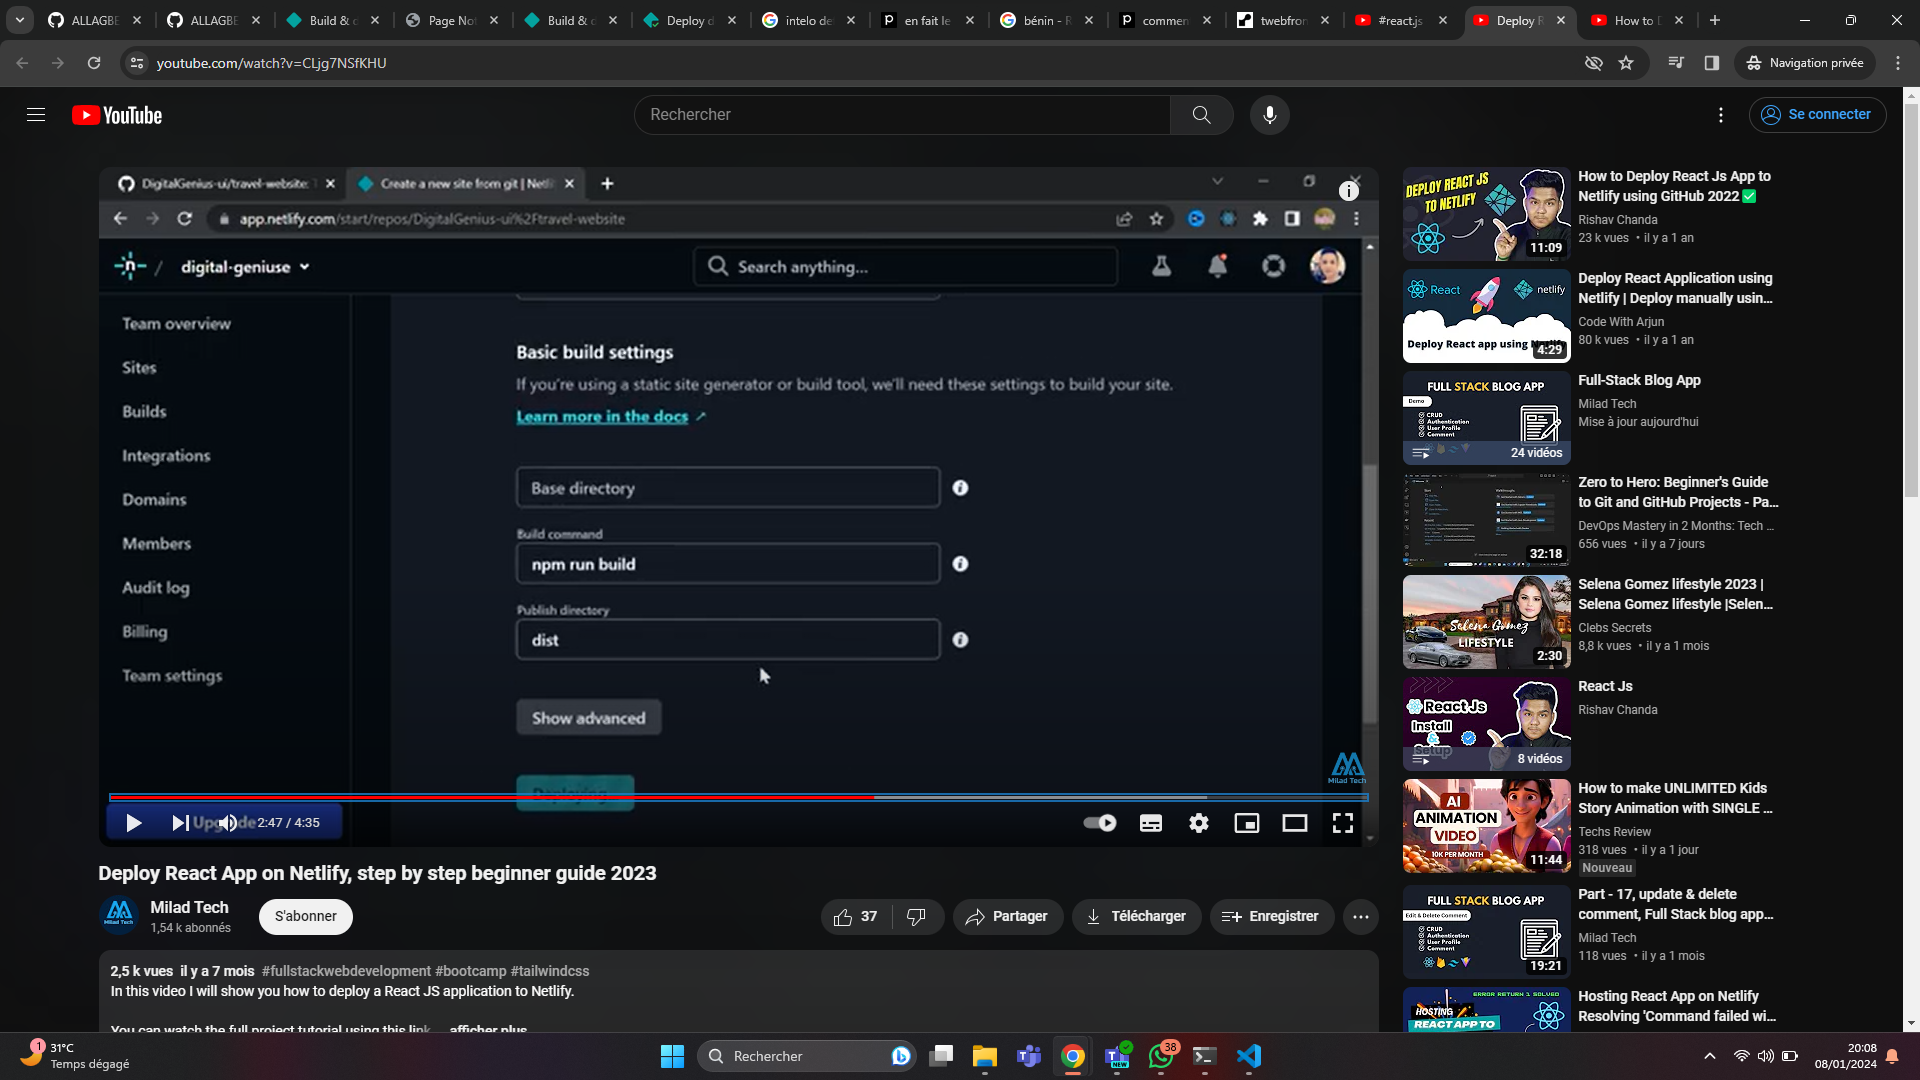 ALLAGBE
ALLAGBE
Build & d
Page Not
Build & d
Deploy d
intelo de
en fait le
bénin - R
commen
twebfron
#react.js
Deploy R
How to D
youtube.com/watch?v=CLjg7NSfKHU
Navigation privée
YouTube
Rechercher
Se connecter
DigitalGenius-ui/travel-website: T
Create a new site from git | Netli
app.netlify.com/start/repos/DigitalGenius-ui%2Ftravel-website
digital-geniuse
Search anything...
Team overview
Sites
Builds
Integrations
Domains
Members
Audit log
Billing
Team settings
Basic build settings
If you're using a static site generator or build tool, we'll need these settings to build your site.
Learn more in the docs
Base directory
Build command
npm run build
Publish directory
dist
Show advanced
Deploying
Milad Tech
Upgrade
2:47 / 4:35
Deploy React App on Netlify, step by step beginner guide 2023
Milad Tech
1,54 k abonnés
S'abonner
37
Partager
Télécharger
Enregistrer
2,5 k vues il y a 7 mois #fullstackwebdevelopment #bootcamp #tailwindcss
In this video I will show you how to deploy a React JS application to Netlify.
You can watch the full project tutorial using this link
afficher plus
DEPLOY REACT JS
TO NETLIFY
11:09
How to Deploy React Js App to
Netlify using GitHub 2022
Rishav Chanda
23 k vues • il y a 1 an
React
netlify
Deploy React app using
4:29
Deploy React Application using
Netlify | Deploy manually usin...
Code With Arjun
80 k vues • il y a 1 an
FULL STACK BLOG APP
Demo
CRUD
Authentication
User Profile
Comment
24 vidéos
Full-Stack Blog App
Milad Tech
Mise à jour aujourd'hui
32:18
Zero to Hero: Beginner's Guide
to Git and GitHub Projects - Pa...
DevOps Mastery in 2 Months: Tech ...
656 vues • il y a 7 jours
Selena Gomez
LIFESTYLE
2:30
Selena Gomez lifestyle 2023 |
Selena Gomez lifestyle |Selen...
Clebs Secrets
8,8 k vues • il y a 1 mois
React Js
Install
&
Setup
8 vidéos
React Js
Rishav Chanda
AI
ANIMATION
VIDEO
10K PER MONTH
11:44
How to make UNLIMITED Kids
Story Animation with SINGLE ...
Techs Review
318 vues • il y a 1 jour
Nouveau
FULL STACK BLOG APP
Edit & Delete Comment
CRUD
Authentication
User Profile
Comment
19:21
Part - 17, update & delete
comment, Full Stack blog app...
Milad Tech
118 vues • il y a 1 mois
ERROR RETURN 1 SOLVED
HOSTING
REACT APP TO
Hosting React App on Netlify
Resolving 'Command failed wi...
1
31°C
Temps dégagé
Rechercher
NEW
38
20:08
08/01/2024